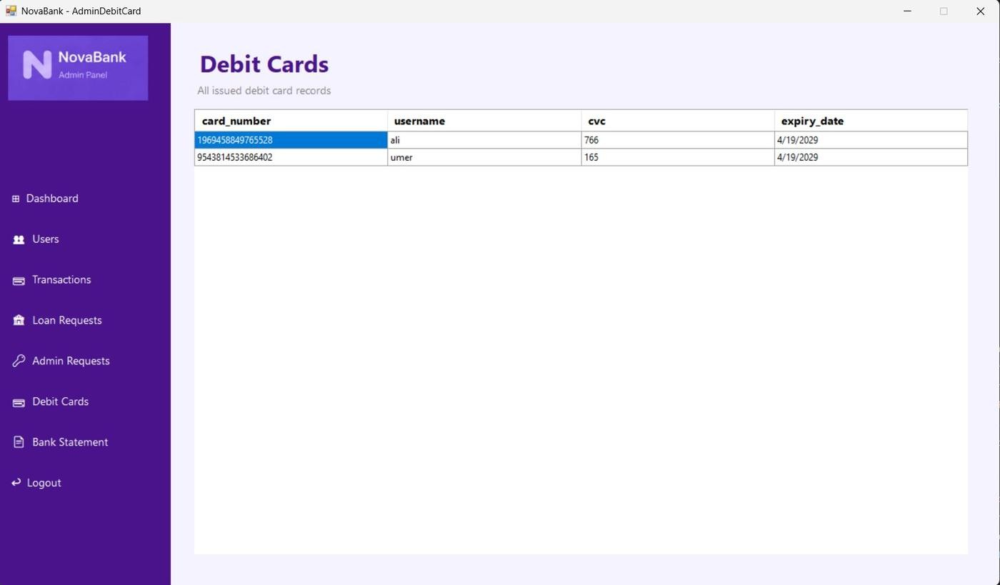 NovaBank - AdminDebitCard
NovaBank
Admin Panel
Dashboard
Users
Transactions
Loan Requests
Admin Requests
Debit Cards
Bank Statement
Logout
Debit Cards
All issued debit card records
card_number username cvc expiry_date
1969458849765528 ali 766 4/19/2029
9543814533686402 umer 165 4/19/2029